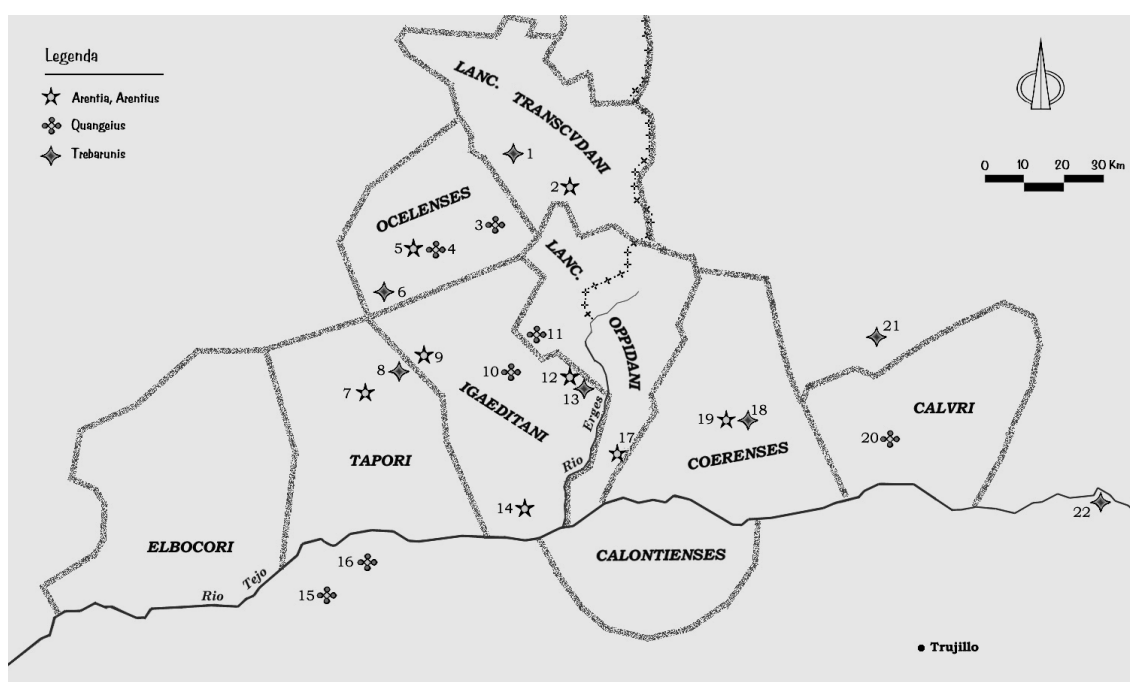 Legenda
Arentia, Arentius
Quangeius
Trebarunis
0 10 20 30 Km
LANC. TRANSCVDANI
1
2
OCELENSES
3
5
4
6
LANC. OPPIDANI
11
9
8
7
10
12
13
IGAEDITANI
Rio Erges
17
14
TAPORI
ELBOCORI
Rio Tejo
16
15
19
18
COERENSES
21
CALVRI
20
22
CALONTIENSES
Trujillo